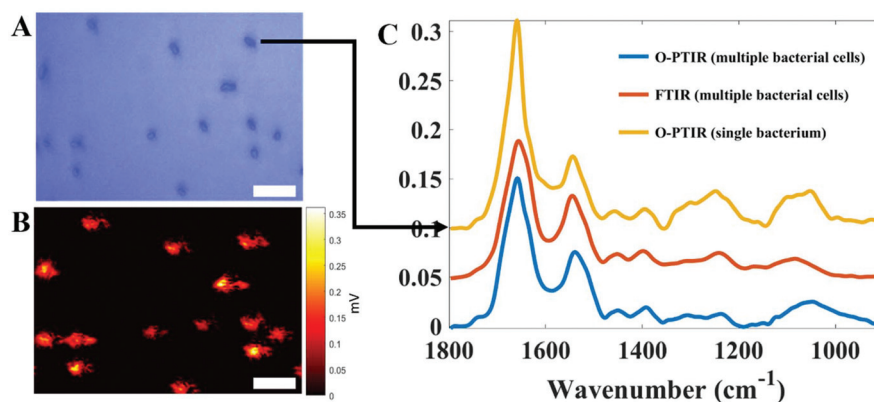 A
B
0.35
0.3
0.25
0.2
0.15
0.1
0.05
0
mV
C
0.3
0.25
0.2
0.15
0.1
0.05
0
O-PTIR (multiple bacterial cells)
FTIR (multiple bacterial cells)
O-PTIR (single bacterium)
1800
1600
1400
1200
1000
Wavenumber (cm⁻¹)